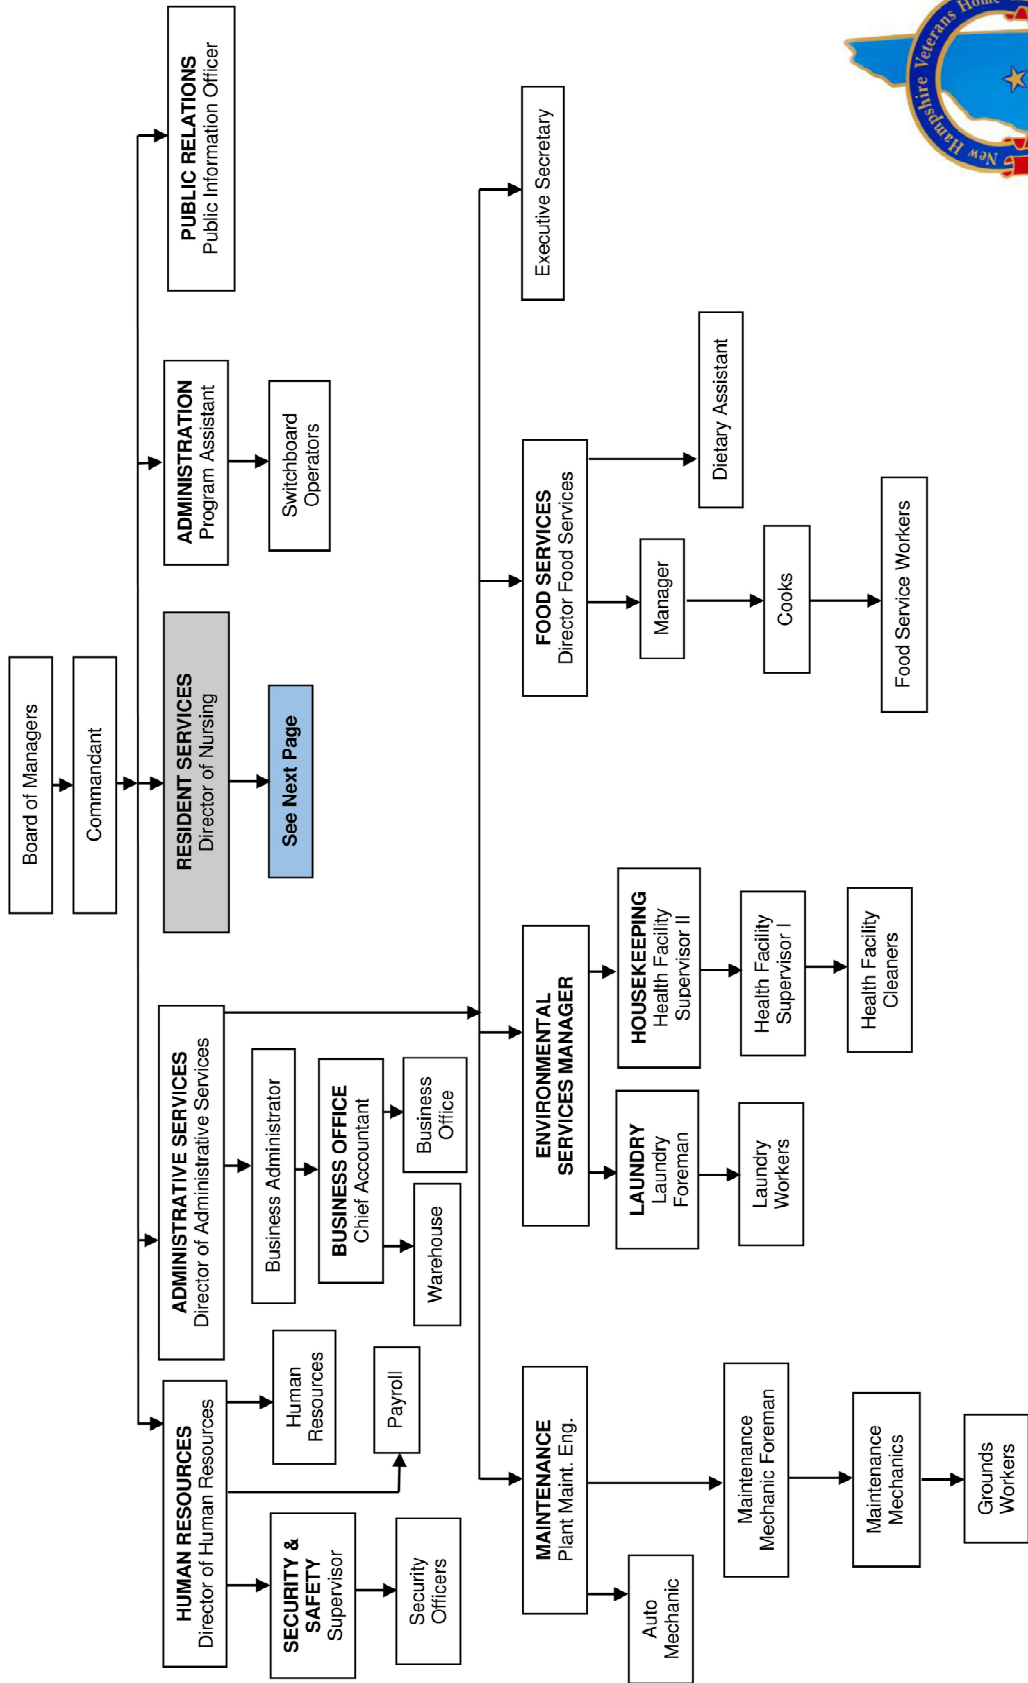 Board of Managers
Commandant
HUMAN RESOURCES
Director of Human Resources
ADMINISTRATIVE SERVICES
Director of Administrative Services
RESIDENT SERVICES
Director of Nursing
ADMINISTRATION
Program Assistant
PUBLIC RELATIONS
Public Information Officer
SECURITY &
SAFETY
Supervisor
Security
Officers
Payroll
Human
Resources
Business Administrator
BUSINESS OFFICE
Chief Accountant
Warehouse
Business
Office
See Next Page
Switchboard
Operators
MAINTENANCE
Plant Maint. Eng.
Auto
Mechanic
Maintenance
Mechanic Foreman
Maintenance
Mechanics
Grounds
Workers
ENVIRONMENTAL
SERVICES MANAGER
LAUNDRY
Laundry
Foreman
Laundry
Workers
HOUSEKEEPING
Health Facility
Supervisor II
Health Facility
Supervisor I
Health Facility
Cleaners
FOOD SERVICES
Director Food Services
Manager
Cooks
Food Service Workers
Dietary Assistant
Executive Secretary
New Hampshire Veterans Home